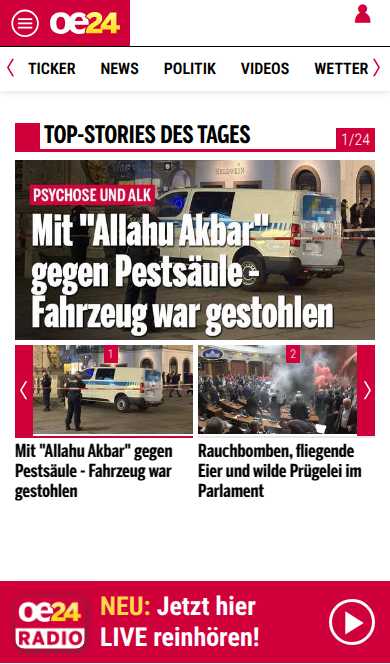 oe24
TICKER NEWS POLITIK VIDEOS WETTER
TOP-STORIES DES TAGES
1/24
PSYCHOSE UND ALK
Mit "Allahu Akbar"
gegen Pestsäule -
Fahrzeug war gestohlen
1
2
Mit "Allahu Akbar" gegen
Pestsäule - Fahrzeug war
gestohlen
Rauchbomben, fliegende
Eier und wilde Prügelei im
Parlament
oe24
RADIO
NEU: Jetzt hier
LIVE reinhören!